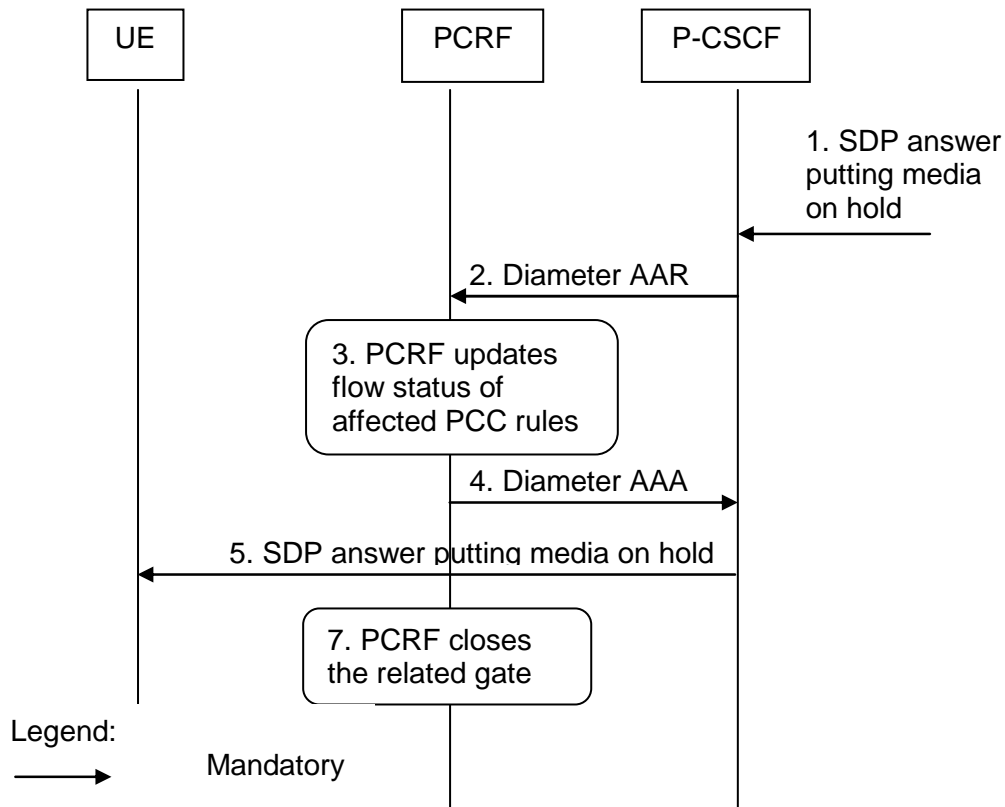 UE
PCRF
P-CSCF
1. SDP answer
putting media
on hold
2. Diameter AAR
3. PCRF updates
flow status of
affected PCC rules
4. Diameter AAA
5. SDP answer putting media on hold
7. PCRF closes
the related gate
Legend:
Mandatory